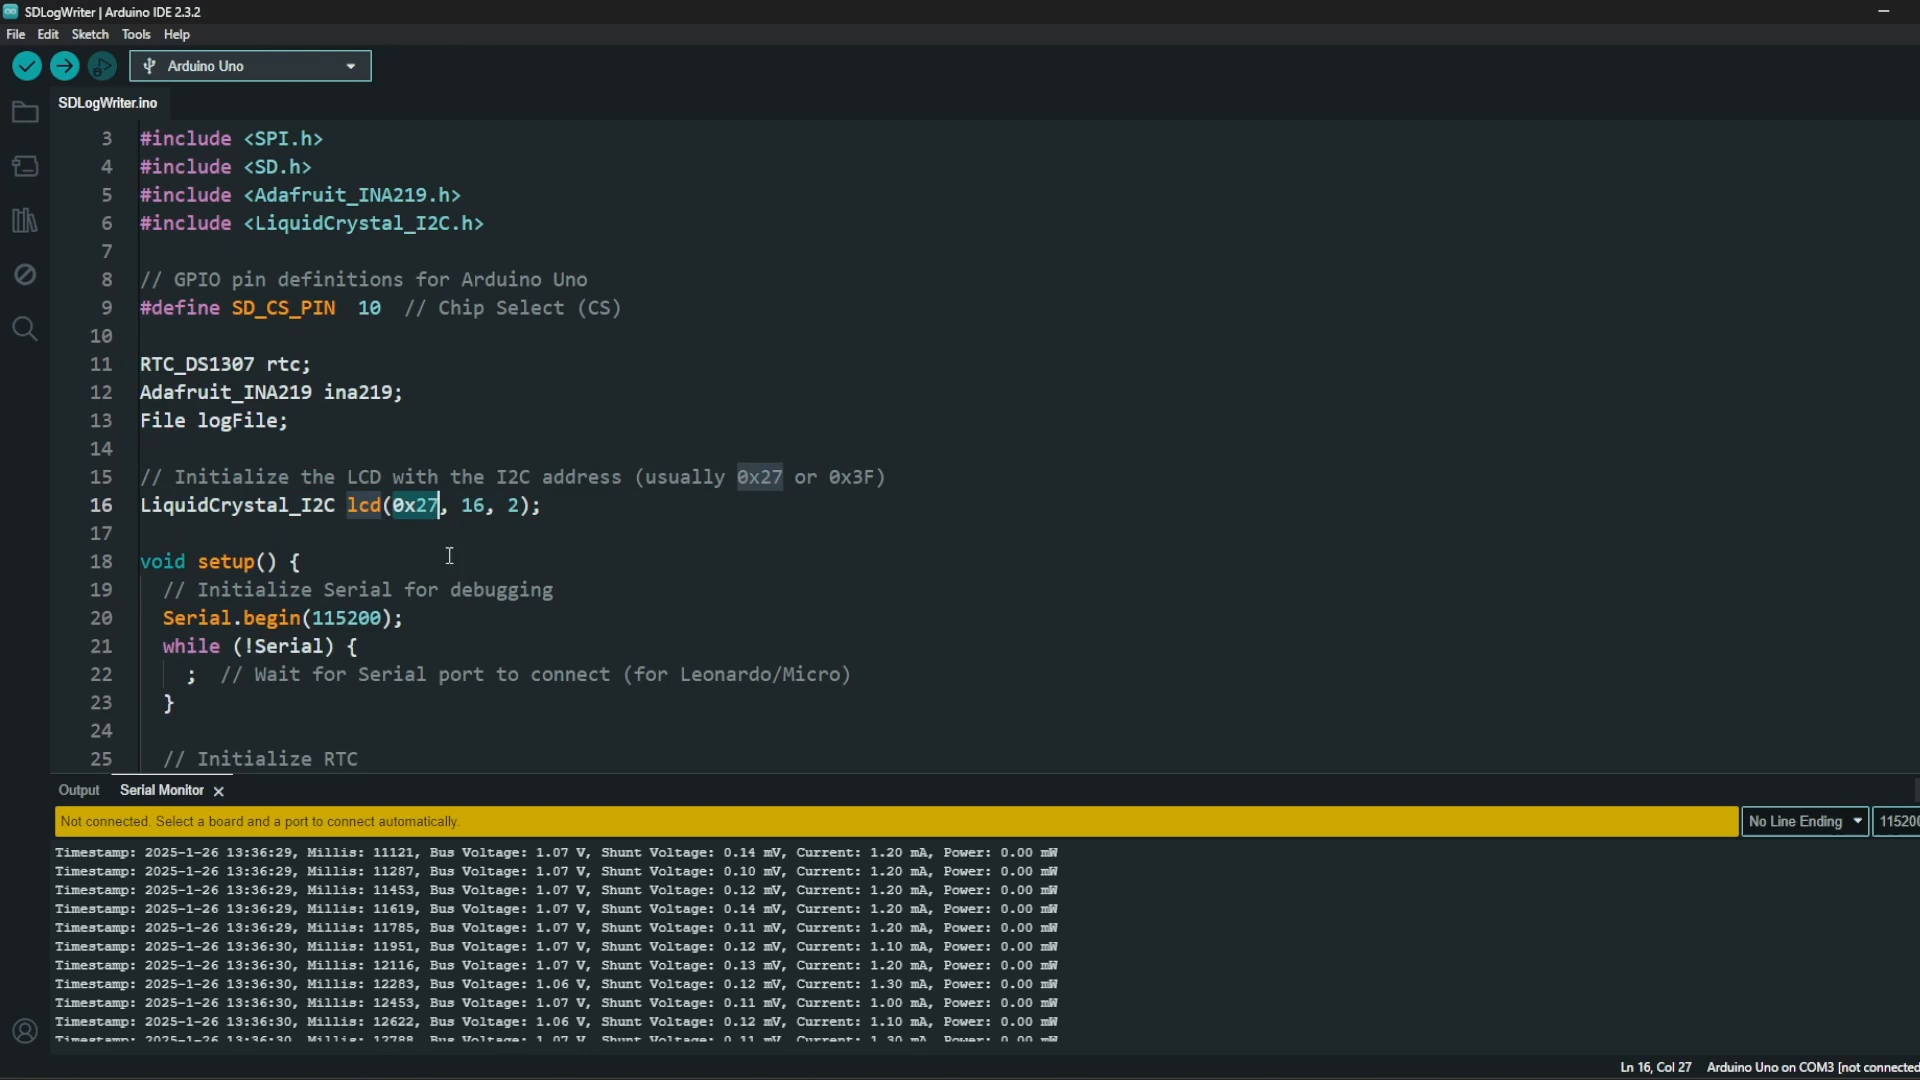 SDLogWriter | Arduino IDE 2.3.2
File Edit Sketch Tools Help
Arduino Uno
SDLogWriter.ino
3 #include <SPI.h>
4 #include <SD.h>
5 #include <Adafruit_INA219.h>
6 #include <LiquidCrystal_I2C.h>
7
8 // GPIO pin definitions for Arduino Uno
9 #define SD_CS_PIN 10 // Chip Select (CS)
10
11 RTC_DS1307 rtc;
12 Adafruit_INA219 ina219;
13 File logFile;
14
15 // Initialize the LCD with the I2C address (usually 0x27 or 0x3F)
16 LiquidCrystal_I2C lcd(0x27, 16, 2);
17
18 void setup() {
19 // Initialize Serial for debugging
20 Serial.begin(115200);
21 while (!Serial) {
22 ; // Wait for Serial port to connect (for Leonardo/Micro)
23 }
24
25 // Initialize RTC
Output Serial Monitor
Not connected. Select a board and a port to connect automatically. No Line Ending 115200
Timestamp: 2025-1-26 13:36:29, Millis: 11121, Bus Voltage: 1.07 V, Shunt Voltage: 0.14 mV, Current: 1.20 mA, Power: 0.00 mW
Timestamp: 2025-1-26 13:36:29, Millis: 11287, Bus Voltage: 1.07 V, Shunt Voltage: 0.10 mV, Current: 1.20 mA, Power: 0.00 mW
Timestamp: 2025-1-26 13:36:29, Millis: 11453, Bus Voltage: 1.07 V, Shunt Voltage: 0.12 mV, Current: 1.20 mA, Power: 0.00 mW
Timestamp: 2025-1-26 13:36:29, Millis: 11619, Bus Voltage: 1.07 V, Shunt Voltage: 0.14 mV, Current: 1.20 mA, Power: 0.00 mW
Timestamp: 2025-1-26 13:36:29, Millis: 11785, Bus Voltage: 1.07 V, Shunt Voltage: 0.11 mV, Current: 1.20 mA, Power: 0.00 mW
Timestamp: 2025-1-26 13:36:30, Millis: 11951, Bus Voltage: 1.07 V, Shunt Voltage: 0.12 mV, Current: 1.10 mA, Power: 0.00 mW
Timestamp: 2025-1-26 13:36:30, Millis: 12116, Bus Voltage: 1.07 V, Shunt Voltage: 0.13 mV, Current: 1.20 mA, Power: 0.00 mW
Timestamp: 2025-1-26 13:36:30, Millis: 12283, Bus Voltage: 1.06 V, Shunt Voltage: 0.12 mV, Current: 1.30 mA, Power: 0.00 mW
Timestamp: 2025-1-26 13:36:30, Millis: 12453, Bus Voltage: 1.07 V, Shunt Voltage: 0.11 mV, Current: 1.00 mA, Power: 0.00 mW
Timestamp: 2025-1-26 13:36:30, Millis: 12622, Bus Voltage: 1.06 V, Shunt Voltage: 0.12 mV, Current: 1.10 mA, Power: 0.00 mW
Timestamp: 2025-1-26 13:36:30, Millis: 12788, Bus Voltage: 1.07 V, Shunt Voltage: 0.11 mV, Current: 1.30 mA, Power: 0.00 mW
Ln 16, Col 27 Arduino Uno on COM3 [not connected